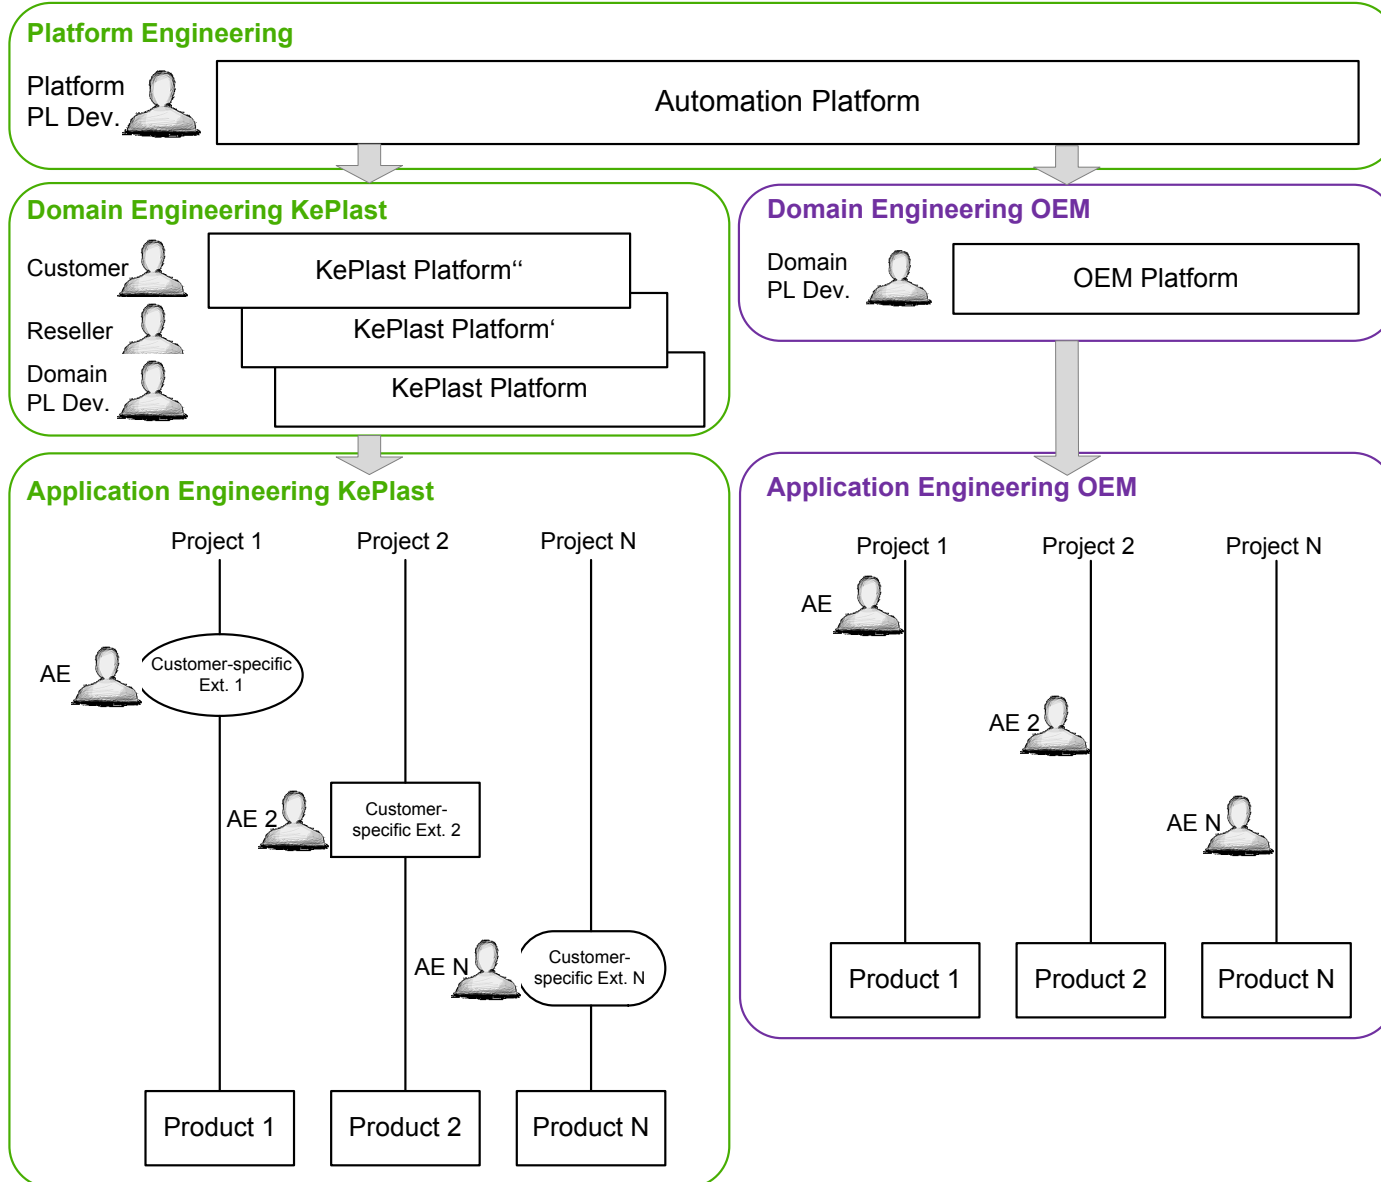 Platform Engineering
Platform
PL Dev.
Automation Platform
Domain Engineering KePlast
Customer
KePlast Platform“
Reseller
KePlast Platform‘
Domain
PL Dev.
KePlast Platform
Domain Engineering OEM
Domain
PL Dev.
OEM Platform
Application Engineering KePlast
Project 1
Project 2
Project N
AE
Customer-specific
Ext. 1
AE 2
Customer-
specific Ext. 2
AE N
Customer-
specific Ext. N
Product 1
Product 2
Product N
Application Engineering OEM
Project 1
Project 2
Project N
AE
AE 2
AE N
Product 1
Product 2
Product N